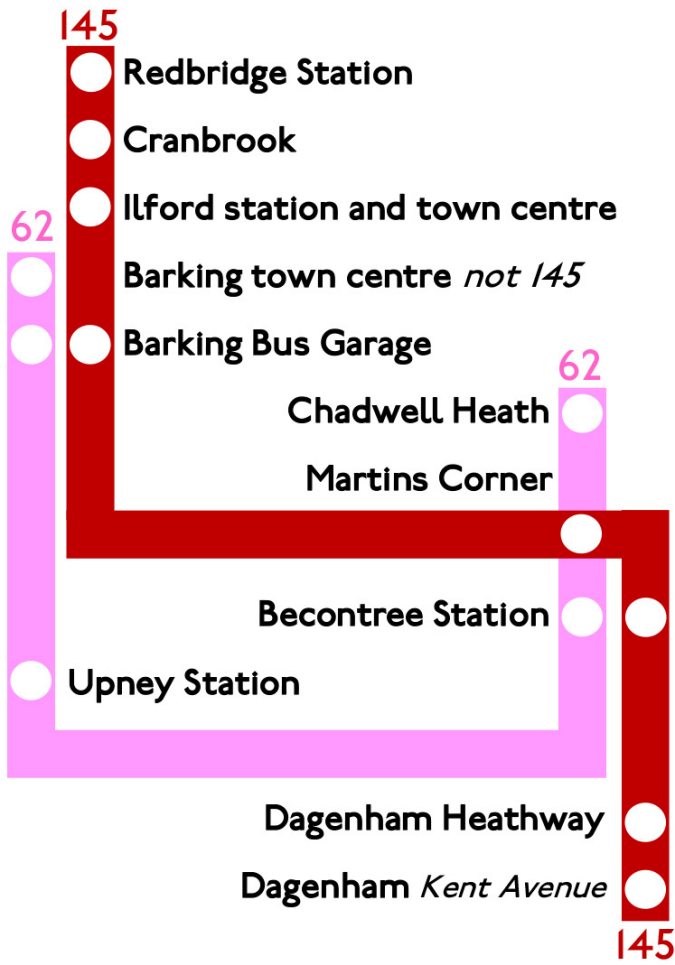 145
Redbridge Station
Cranbrook
Ilford station and town centre
62
Barking town centre not 145
Barking Bus Garage
62
Chadwell Heath
Martins Corner
Becontree Station
Upney Station
Dagenham Heathway
Dagenham Kent Avenue
145